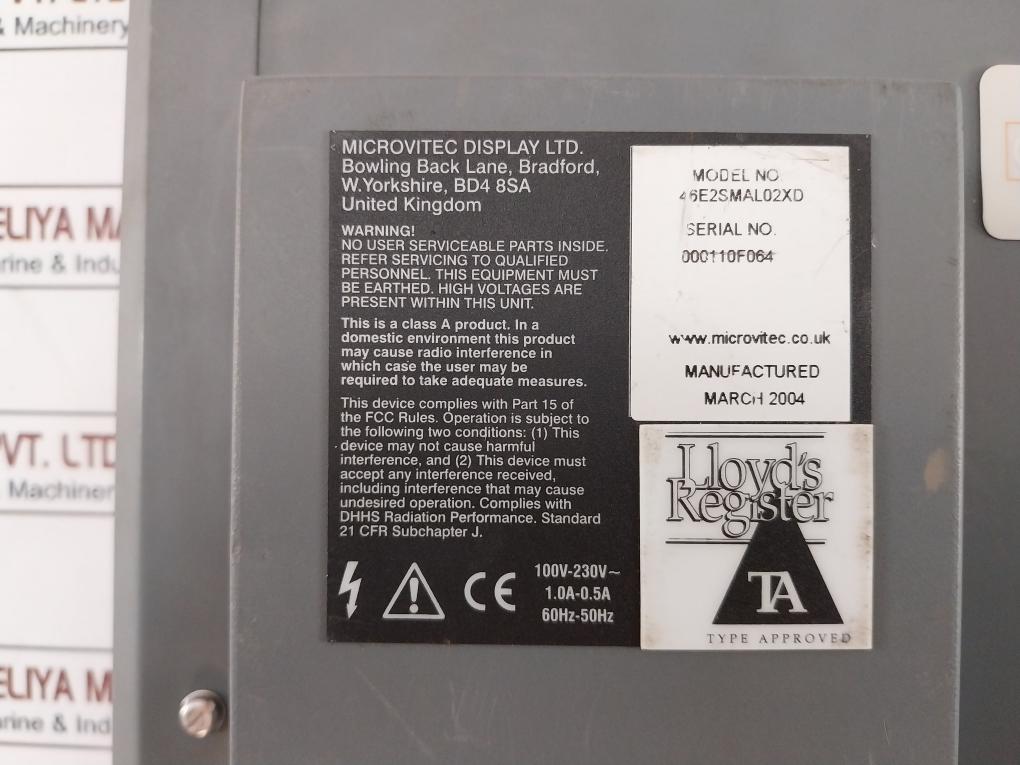 & Machinery
ELIYA MA
rine & Indu
VT. LTD
Machinery
ELIYA M
rine & Ind
MICROVITEC DISPLAY LTD.
Bowling Back Lane, Bradford,
W.Yorkshire, BD4 8SA
United Kingdom
WARNING!
NO USER SERVICEABLE PARTS INSIDE.
REFER SERVICING TO QUALIFIED
PERSONNEL. THIS EQUIPMENT MUST
BE EARTHED. HIGH VOLTAGES ARE
PRESENT WITHIN THIS UNIT.
This is a class A product. In a
domestic environment this product
may cause radio interference in
which case the user may be
required to take adequate measures.
This device complies with Part 15 of
the FCC Rules. Operation is subject to
the following two conditions: (1) This
device may not cause harmful
interference, and (2) This device must
accept any interference received,
including interference that may cause
undesired operation. Complies with
DHHS Radiation Performance. Standard
21 CFR Subchapter J.
CE
100V-230V~
1.0A-0.5A
60Hz-50Hz
MODEL NO
46E2SMAL02XD
SERIAL NO.
000110F064
www.microvitec.co.uk
MANUFACTURED
MARCH 2004
Lloyd's
Register
TA
TYPE APPROVED